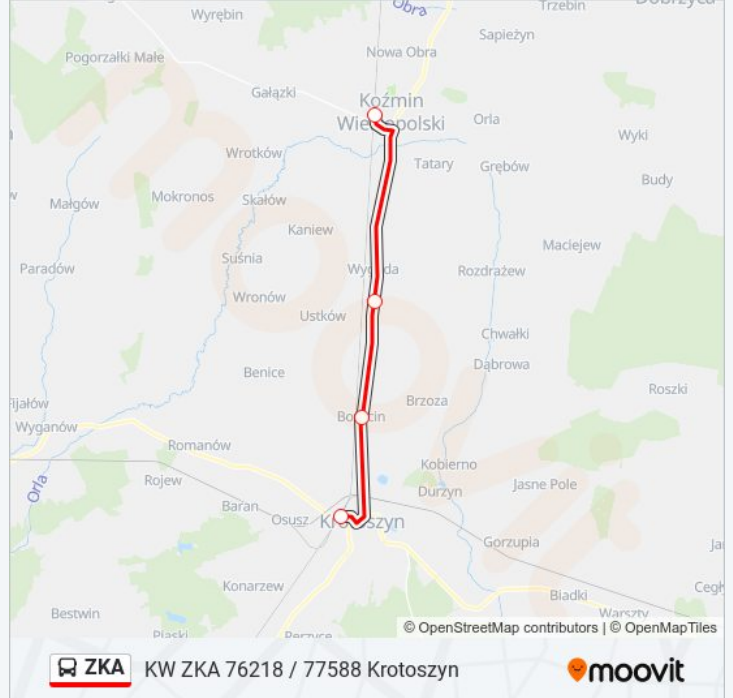 Wyrębin
Obra
Trzebin
Sapieżyn
Nowa Obra
Pogorzałki Małe
Gałązki
Koźmin
Orla
Wyki
Wrotków
Tatary
Grębów
Budy
Mokronos
Skałów
Małgów
Kaniew
Maciejew
Suśnia
Paradów
Rozdrażew
Wronów
Ustków
Chwałki
Dąbrowa
Benice
Roszki
Brzoza
Wyganów
Romanów
Kobierno
Rojew
Orla
Durzyn
Jasne Pole
Baran
Osusz
Gorzupia
Konarzew
Biadki
Bestwin
© OpenStreetMap contributors | © OpenMapTiles
ZKA KW ZKA 76218 / 77588 Krotoszyn moovit
moovit